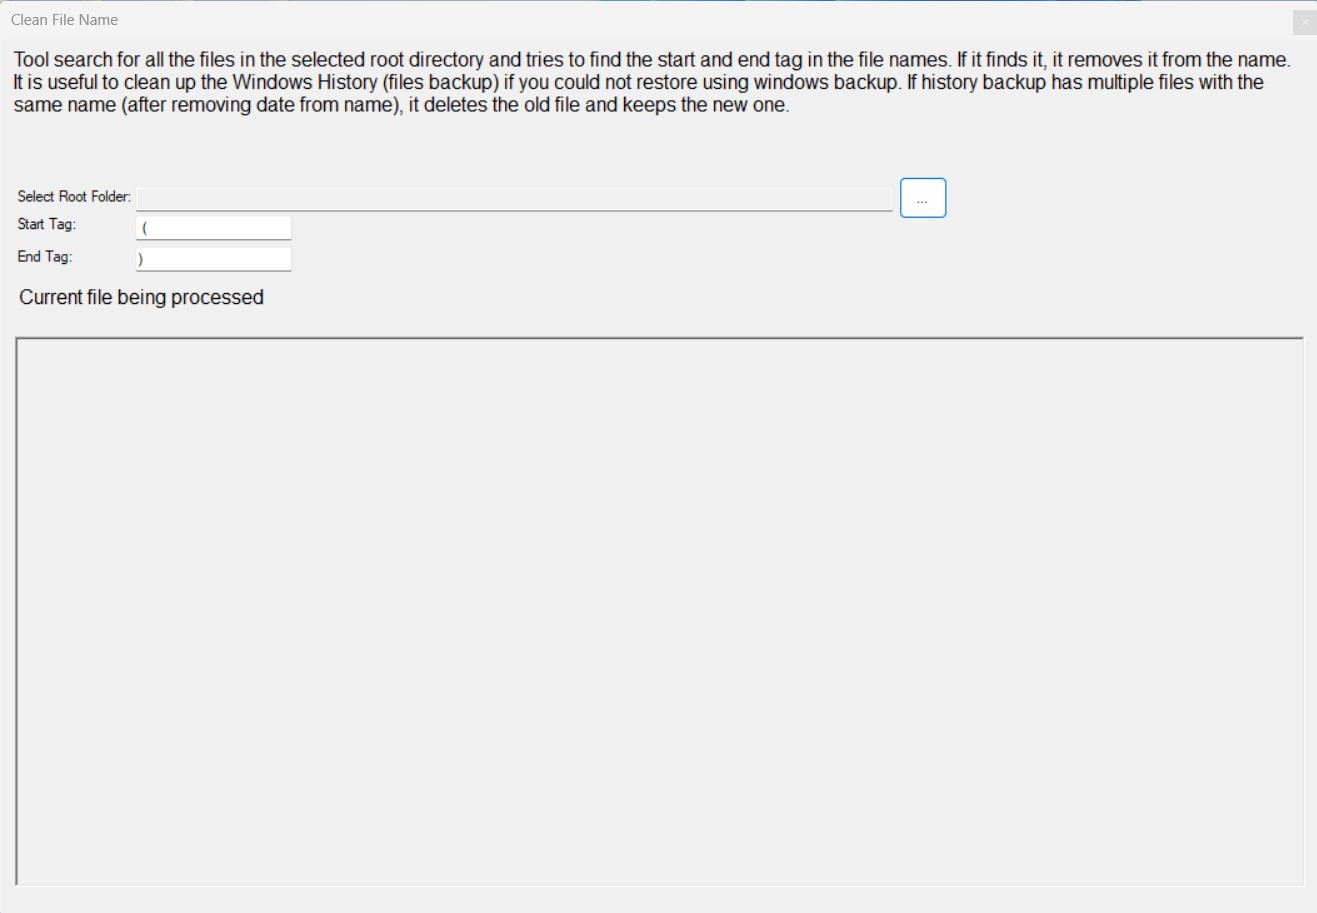 Clean File Name
Tool search for all the files in the selected root directory and tries to find the start and end tag in the file names. If it finds it, it removes it from the name.
It is useful to clean up the Windows History (files backup) if you could not restore using windows backup. If history backup has multiple files with the
same name (after removing date from name), it deletes the old file and keeps the new one.
Select Root Folder:
...
Start Tag:
(
End Tag:
)
Current file being processed